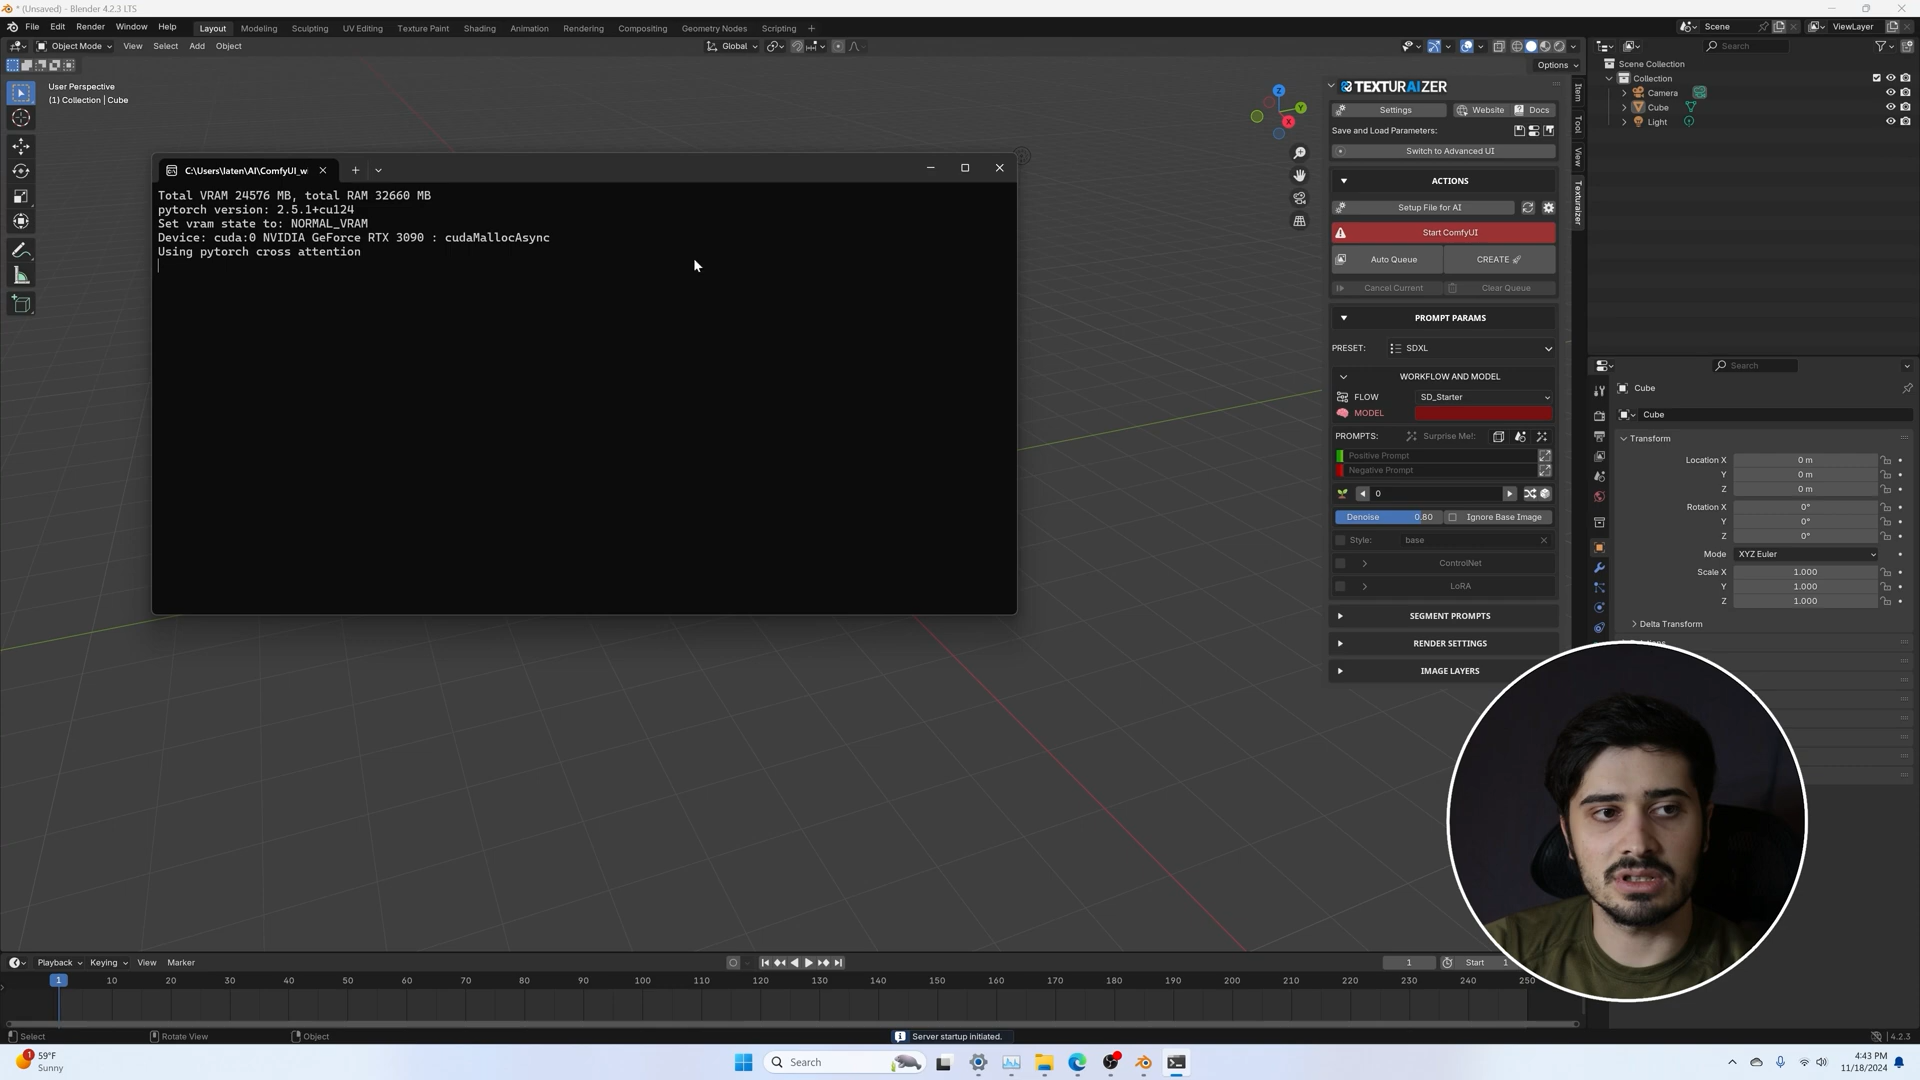 * (Unsaved) - Blender 4.2.3 LTS
File Edit Render Window Help
Layout Modeling Sculpting UV Editing Texture Paint Shading Animation Rendering Compositing Geometry Nodes Scripting +
Scene
ViewLayer
Object Mode View Select Add Object
Global
Search
Options
User Perspective
(1) Collection | Cube
Z
Y
X
C:\Users\laten\AI\ComfyUI_w
Total VRAM 24576 MB, total RAM 32660 MB
pytorch version: 2.5.1+cu124
Set vram state to: NORMAL_VRAM
Device: cuda:0 NVIDIA GeForce RTX 3090 : cudaMallocAsync
Using pytorch cross attention
TEXTURAIZER
Settings Website Docs
Save and Load Parameters:
Switch to Advanced UI
ACTIONS
Setup File for AI
Start ComfyUI
Auto Queue CREATE
Cancel Current Clear Queue
PROMPT PARAMS
PRESET: SDXL
WORKFLOW AND MODEL
FLOW SD_Starter
MODEL
PROMPTS: Surprise Me!:
Positive Prompt
Negative Prompt
0
Denoise 0.80 Ignore Base Image
Style: base
ControlNet
LoRA
SEGMENT PROMPTS
RENDER SETTINGS
IMAGE LAYERS
Item
Tool
View
Texturaizer
Scene Collection
Collection
Camera
Cube
Light
Search
Cube
Cube
Transform
Location X 0 m
Y 0 m
Z 0 m
Rotation X 0°
Y 0°
Z 0°
Mode XYZ Euler
Scale X 1.000
Y 1.000
Z 1.000
Delta Transform
Playback Keying View Marker
1
Start 1
1 10 20 30 40 50 60 70 80 90 100 110 120 130 140 150 160 170 180 190 200 210 220 230 240 250
Select Rotate View Object
Server startup initiated.
4.2.3
1
59°F
Sunny
Search
4:43 PM
11/18/2024